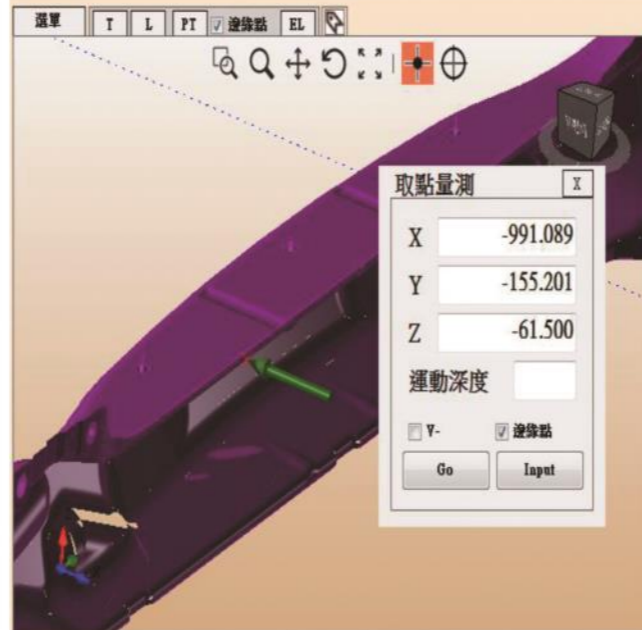 選單 T L PT 邊緣點 EL
取點量測 X
X -991.089
Y -155.201
Z -61.500
運動深度
V- 邊緣點
Go Input